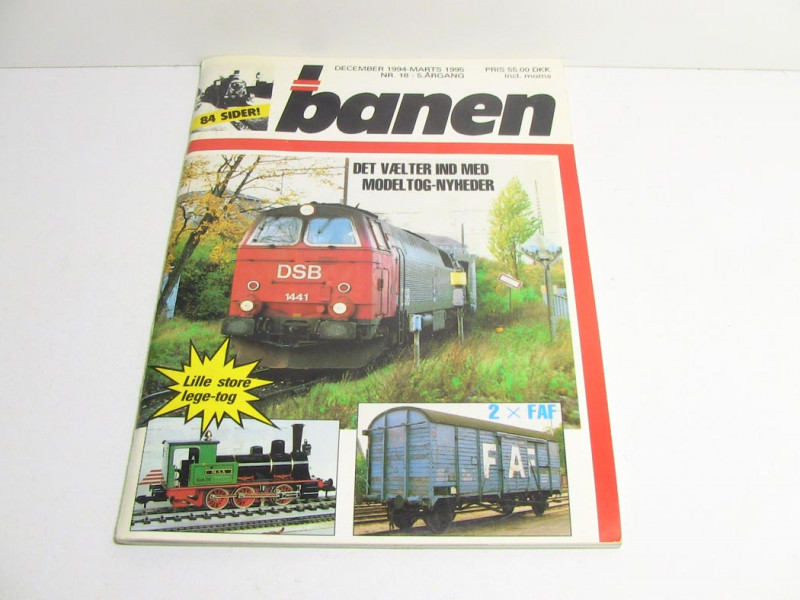 DECEMBER 1994-MARTS 1995
NR. 18 - 5. ÅRGANG
PRIS 55.00 DKK
incl. moms
84 SIDER!
banen
DET VÆLTER IND MED
MODELTOG-NYHEDER
DSB
1441
Lille store
lege-tog
2 × FAF
FAF